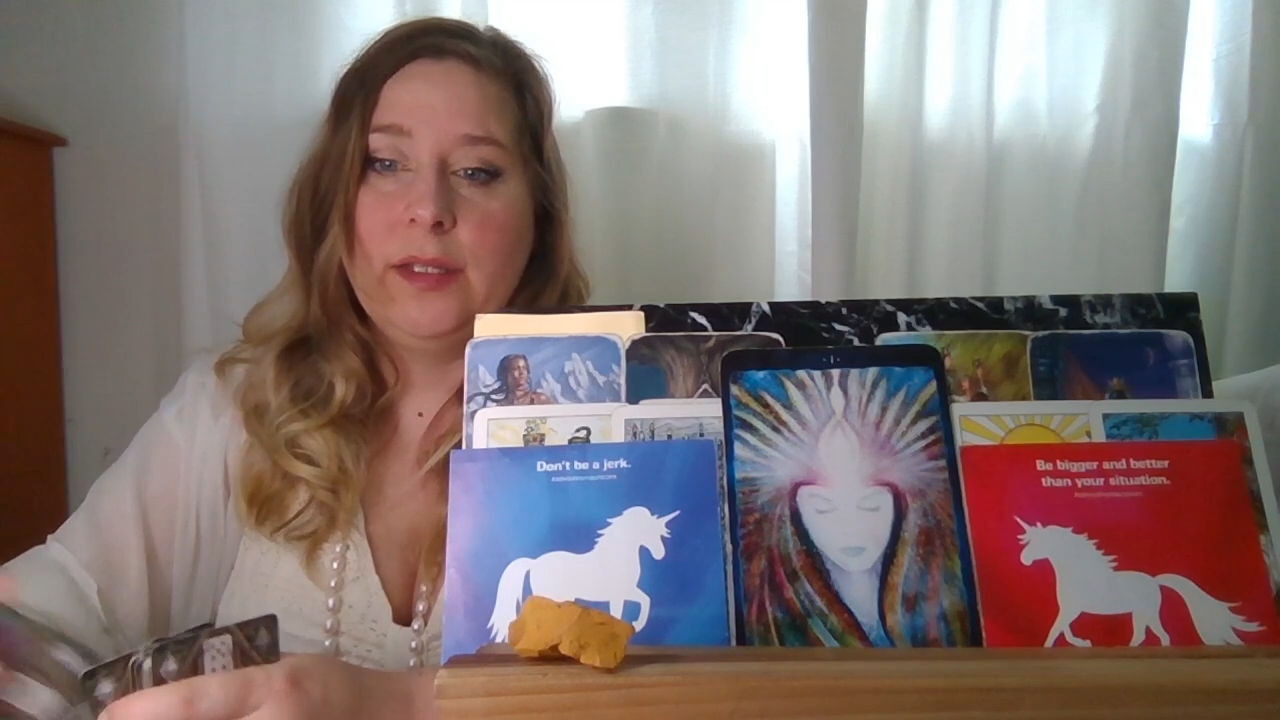 Don't be a jerk.
Be bigger and better
than your situation.